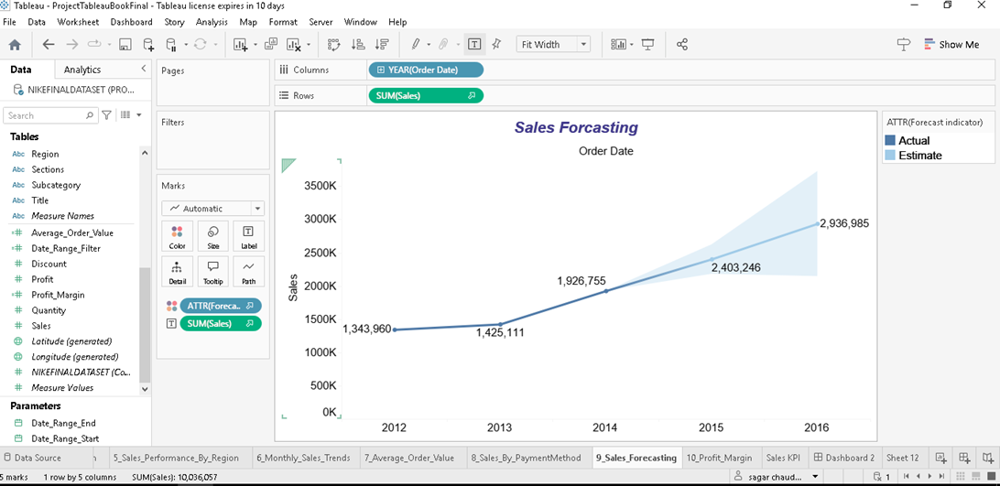 Tableau - ProjectTableauBookFinal - Tableau license expires in 10 days
File Data Worksheet Dashboard Story Analysis Map Format Server Window Help
Fit Width
Show Me
Data Analytics
NIKEFINALDATASET (PRO...
Search
Tables
Abc Region
Abc Sections
Abc Subcategory
Abc Title
Abc Measure Names
Average_Order_Value
Date_Range_Filter
Discount
Profit
Profit_Margin
Quantity
Sales
Latitude (generated)
Longitude (generated)
NIKEFINALDATASET (Co...
Measure Values
Parameters
Date_Range_End
Date_Range_Start
Pages
Filters
Marks
Automatic
Color Size Label
Detail Tooltip Path
ATTR(Foreca..
SUM(Sales)
Columns YEAR(Order Date)
Rows SUM(Sales)
Sales Forcasting
Order Date
Sales
3500K
3000K
2500K
2000K
1500K
1000K
500K
0K
1,343,960
1,425,111
1,926,755
2,403,246
2,936,985
2012 2013 2014 2015 2016
ATTR(Forecast indicator)
Actual
Estimate
Data Source 5_Sales_Performance_By_Region 6_Monthly_Sales_Trends 7_Average_Order_Value 8_Sales_By_PaymentMethod 9_Sales_Forecasting 10_Profit_Margin Sales KPI Dashboard 2 Sheet 12
5 marks 1 row by 5 columns SUM(Sales): 10,036,057 sagar chaud... 1